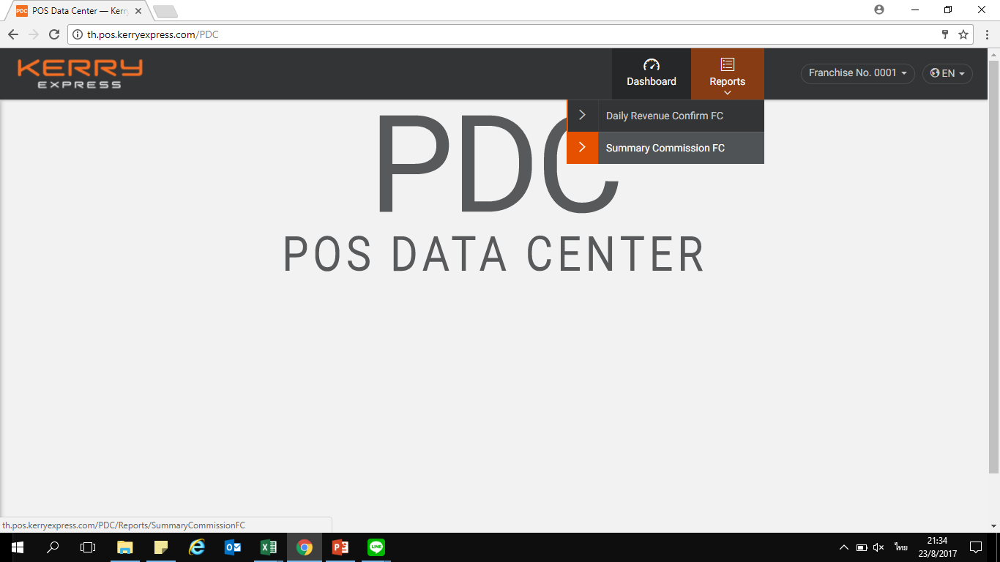 PDC POS Data Center — Kerry
th.pos.kerryexpress.com/PDC
KERRY
EXPRESS
Dashboard
Reports
Franchise No. 0001
EN
Daily Revenue Confirm FC
Summary Commission FC
PDC
POS DATA CENTER
th.pos.kerryexpress.com/PDC/Reports/SummaryCommissionFC
ไทย
21:34
23/8/2017
LINE